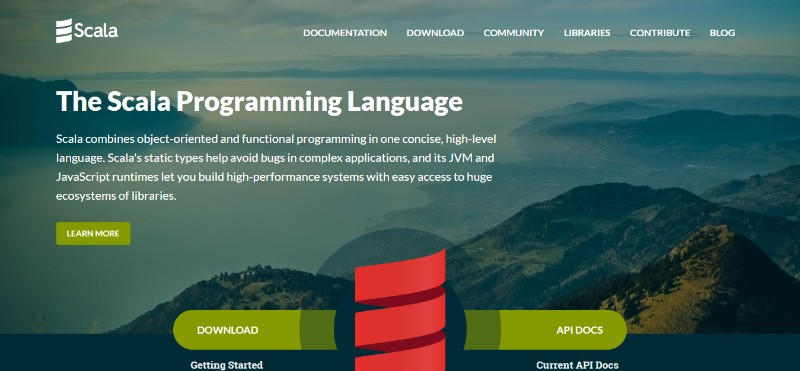 Scala
DOCUMENTATION DOWNLOAD COMMUNITY LIBRARIES CONTRIBUTE BLOG
The Scala Programming Language
Scala combines object-oriented and functional programming in one concise, high-level
language. Scala's static types help avoid bugs in complex applications, and its JVM and
JavaScript runtimes let you build high-performance systems with easy access to huge
ecosystems of libraries.
LEARN MORE
DOWNLOAD
API DOCS
Getting Started
Current API Docs